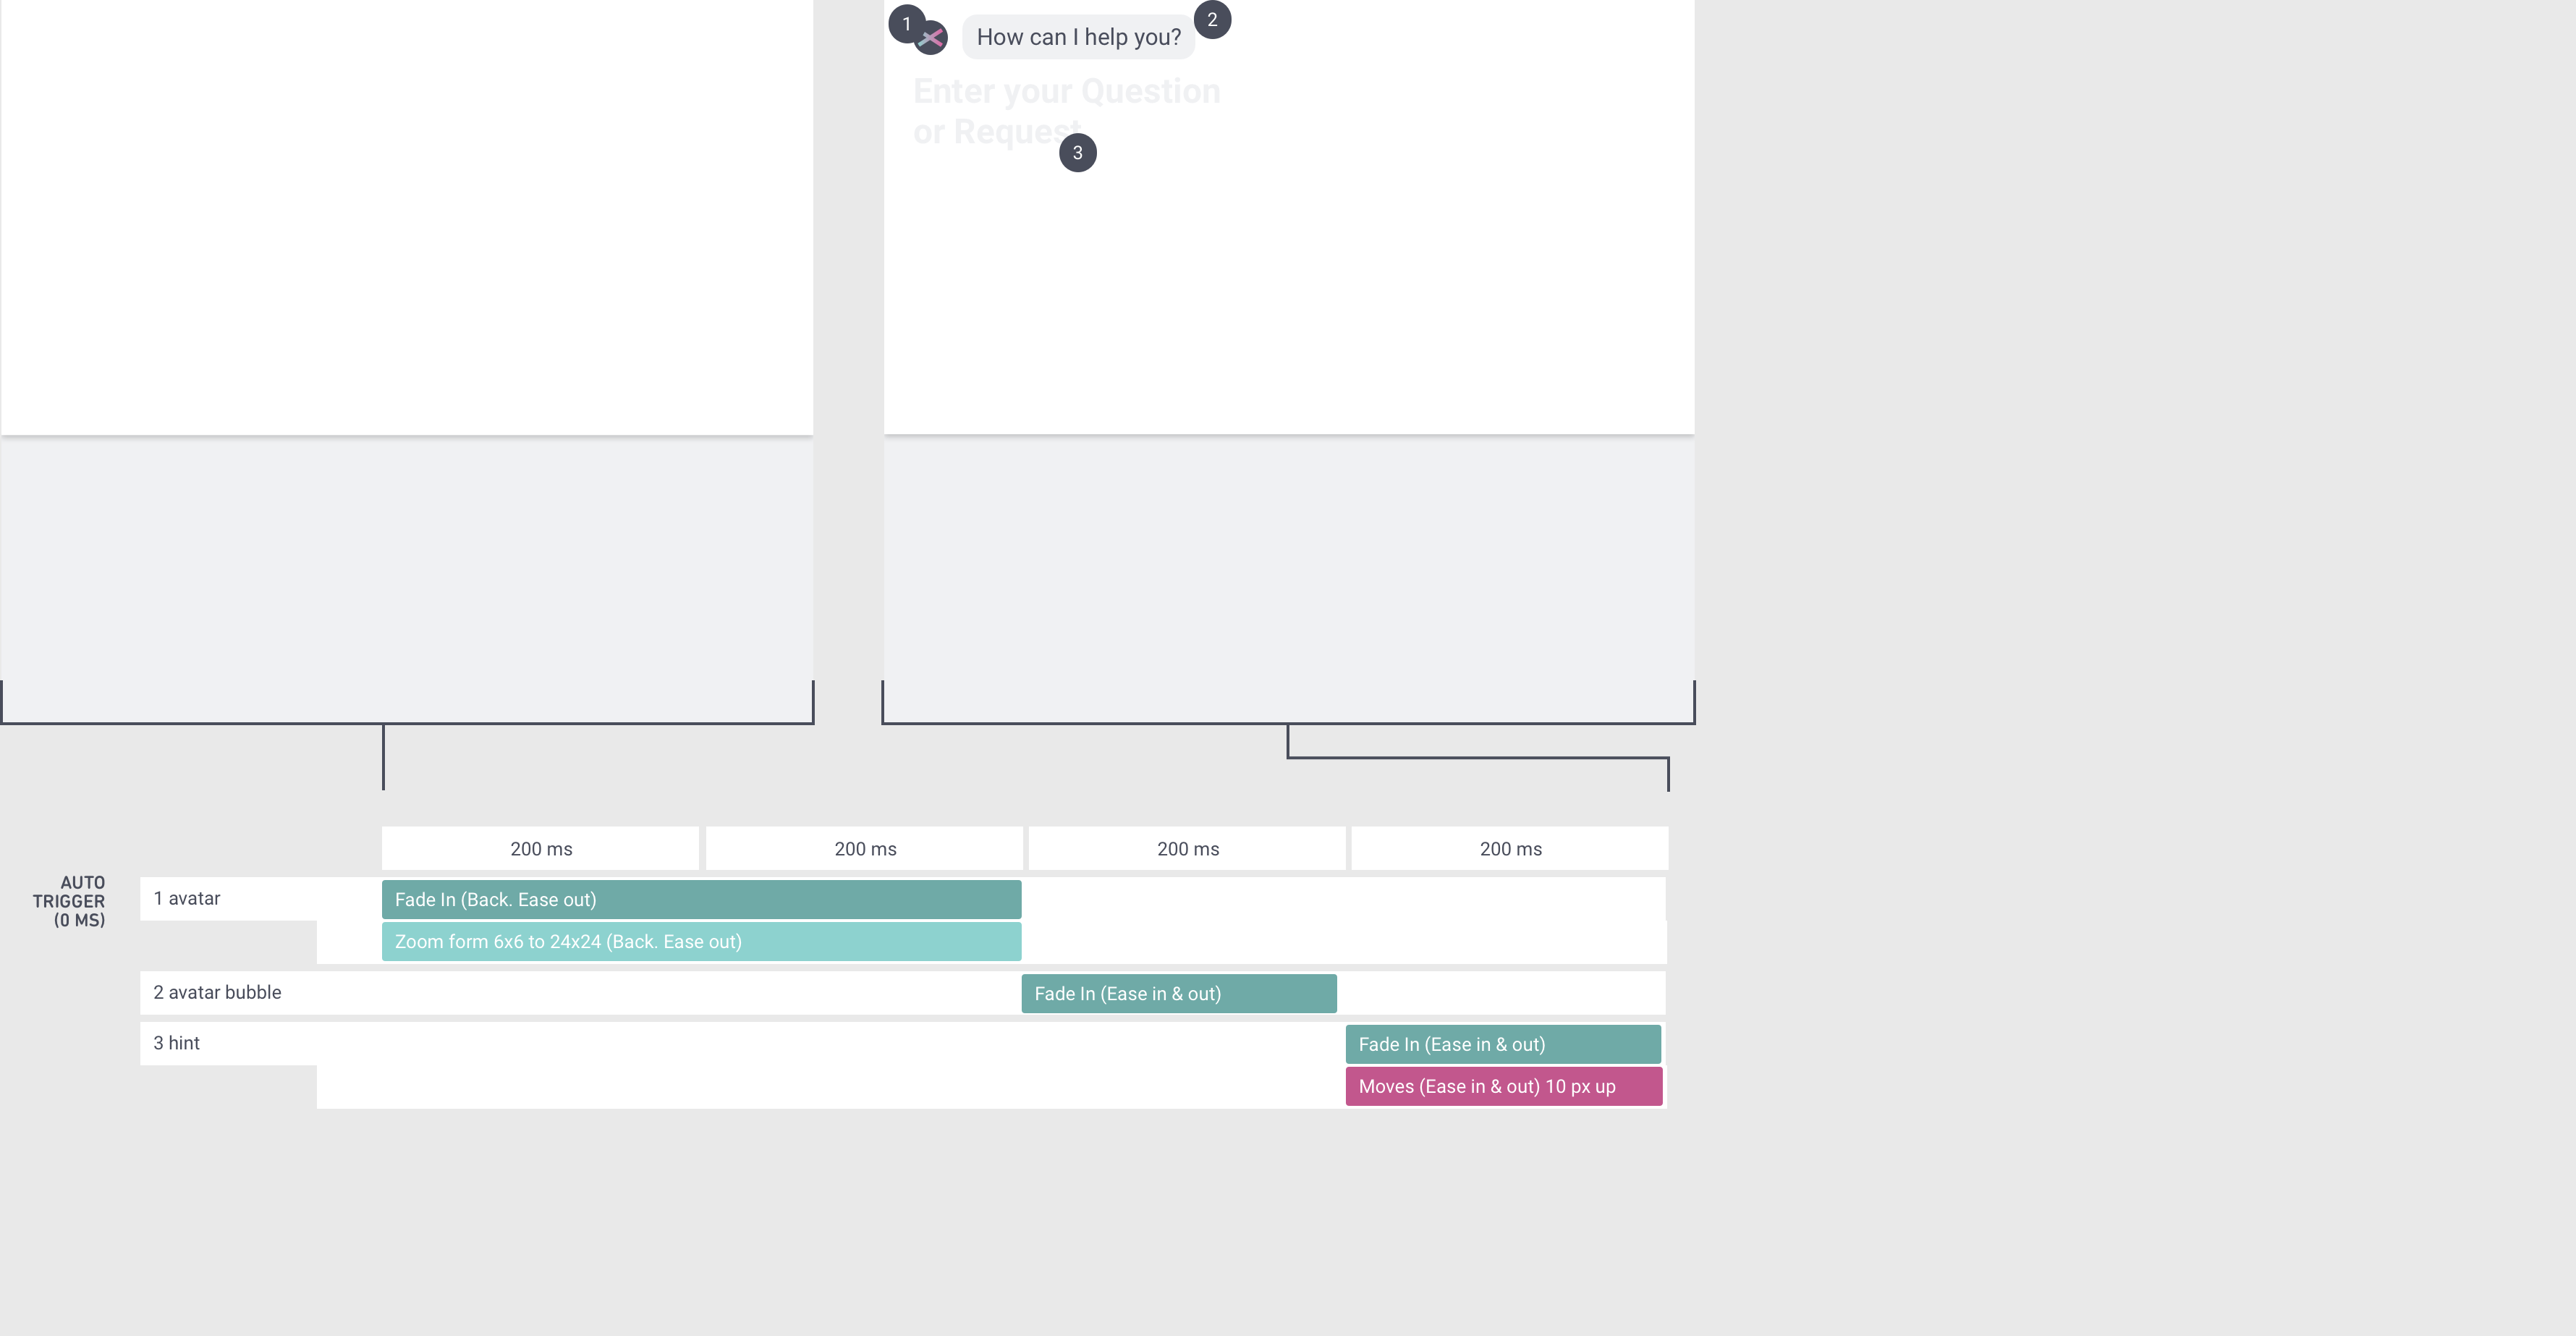 1
How can I help you?
2
Enter your Question
or Request
3
200 ms
200 ms
200 ms
200 ms
AUTO
TRIGGER
(0 MS)
1 avatar
Fade In (Back. Ease out)
Zoom form 6x6 to 24x24 (Back. Ease out)
2 avatar bubble
Fade In (Ease in & out)
3 hint
Fade In (Ease in & out)
Moves (Ease in & out) 10 px up